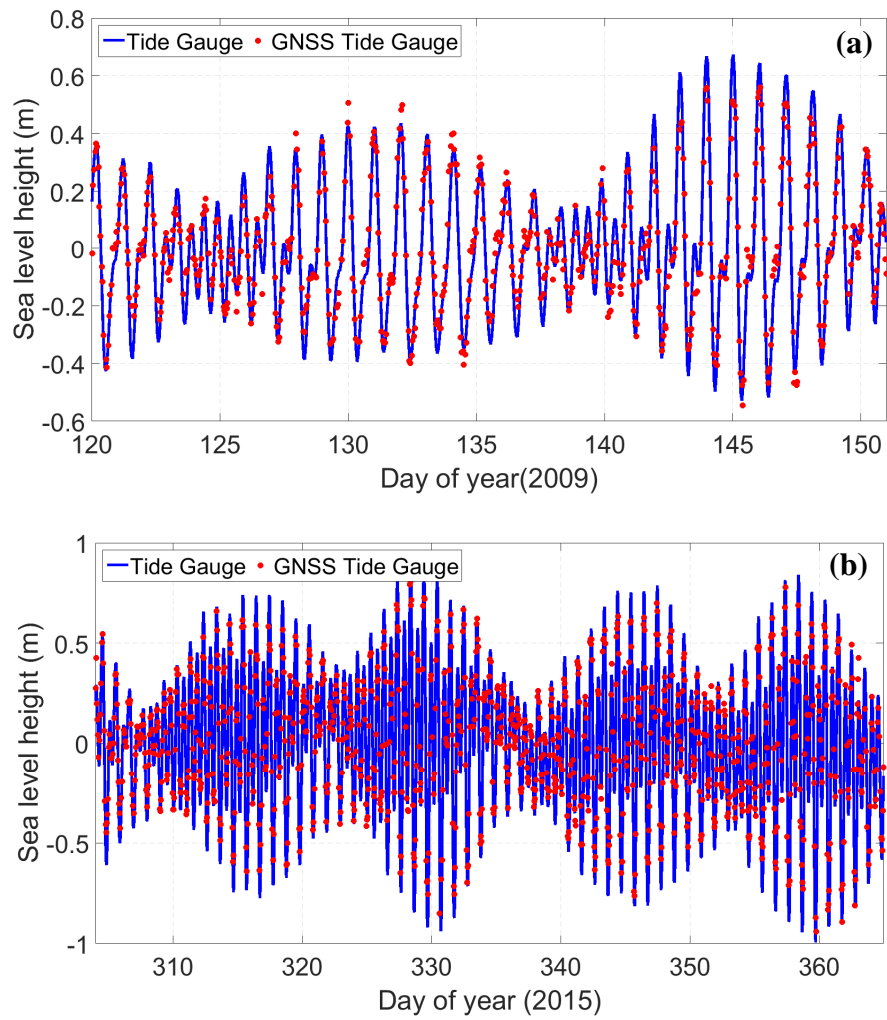 0.8
Tide Gauge GNSS Tide Gauge
(a)
0.6
0.4
0.2
0
-0.2
-0.4
-0.6
Sea level height (m)
120 125 130 135 140 145 150
Day of year(2009)
1
Tide Gauge GNSS Tide Gauge
(b)
0.5
0
-0.5
-1
Sea level height (m)
310 320 330 340 350 360
Day of year (2015)